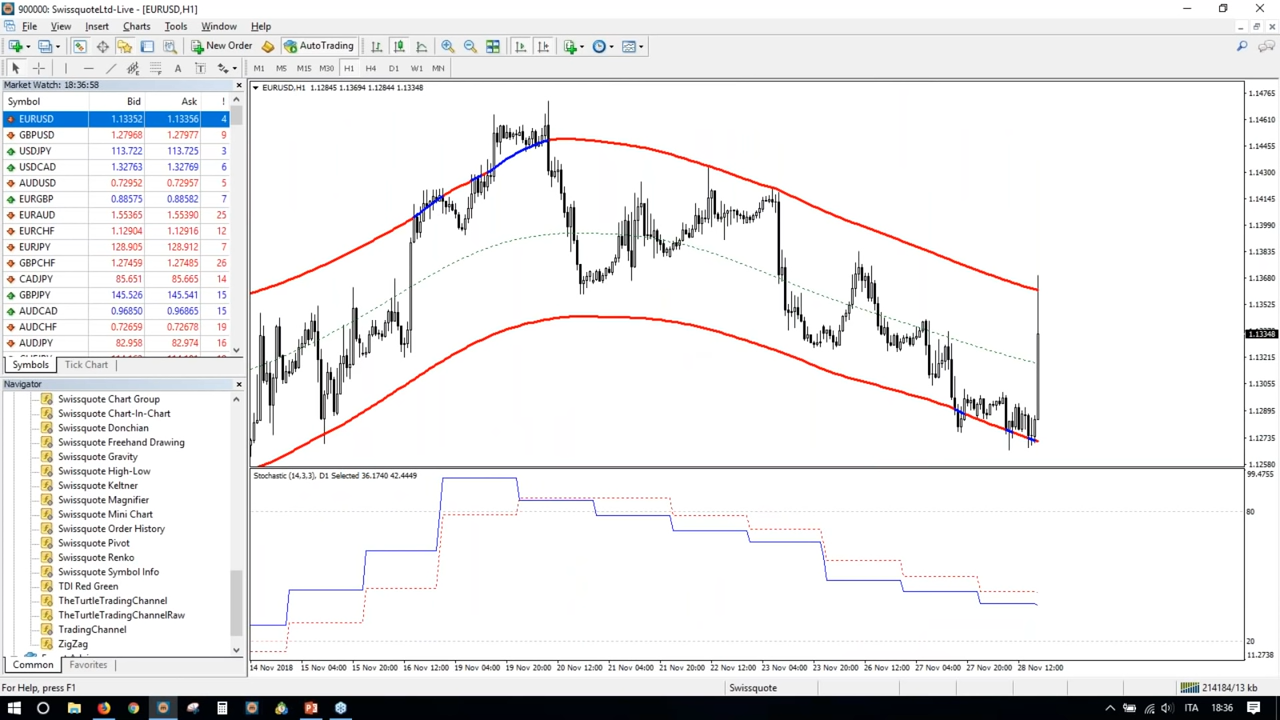 900000: SwissquoteLtd-Live - [EURUSD,H1]
File View Insert Charts Tools Window Help
New Order AutoTrading
M1 M5 M15 M30 H1 H4 D1 W1 MN
Market Watch: 18:36:58
Symbol Bid Ask !
EURUSD 1.13352 1.13356 4
GBPUSD 1.27968 1.27977 9
USDJPY 113.722 113.725 3
USDCAD 1.32763 1.32769 6
AUDUSD 0.72952 0.72957 5
EURGBP 0.88575 0.88582 7
EURAUD 1.55365 1.55390 25
EURCHF 1.12904 1.12916 12
EURJPY 128.905 128.912 7
GBPCHF 1.27459 1.27485 26
CADJPY 85.651 85.665 14
GBPJPY 145.526 145.541 15
AUDCAD 0.96850 0.96865 15
AUDCHF 0.72659 0.72678 19
AUDJPY 82.958 82.974 16
Symbols Tick Chart
Navigator
Swissquote Chart Group
Swissquote Chart-In-Chart
Swissquote Donchian
Swissquote Freehand Drawing
Swissquote Gravity
Swissquote High-Low
Swissquote Keltner
Swissquote Magnifier
Swissquote Mini Chart
Swissquote Order History
Swissquote Pivot
Swissquote Renko
Swissquote Symbol Info
TDI Red Green
TheTurtleTradingChannel
TheTurtleTradingChannelRaw
TradingChannel
ZigZag
Common Favorites
EURUSD,H1 1.12845 1.13694 1.12844 1.13348
1.14765
1.14610
1.14455
1.14300
1.14145
1.13990
1.13835
1.13680
1.13525
1.13348
1.13215
1.13055
1.12895
1.12735
1.12580
Stochastic (14,3,3), D1 Selected 36.1740 42.4449
99.4755
80
20
11.2738
14 Nov 2018 15 Nov 04:00 15 Nov 20:00 16 Nov 12:00 19 Nov 04:00 19 Nov 20:00 20 Nov 12:00 21 Nov 04:00 21 Nov 20:00 22 Nov 12:00 23 Nov 04:00 23 Nov 20:00 26 Nov 12:00 27 Nov 04:00 27 Nov 20:00 28 Nov 12:00
For Help, press F1 Swissquote 214184/13 kb
ITA 18:36